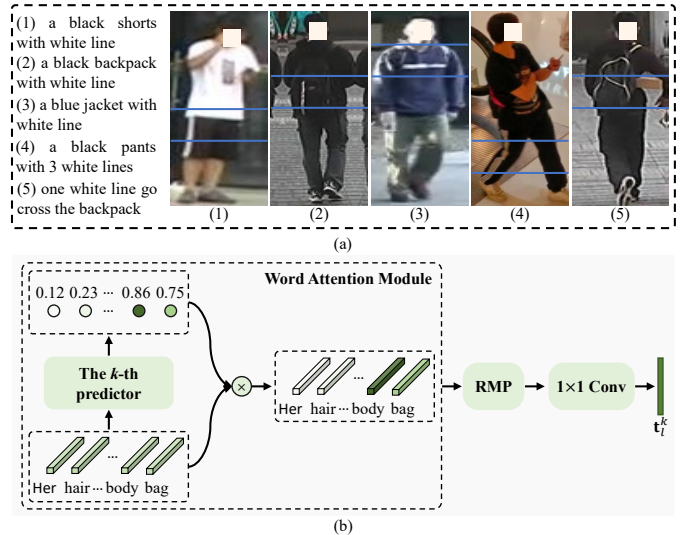 (1) a black shorts
with white line
(2) a black backpack
with white line
(3) a blue jacket with
white line
(4) a black pants
with 3 white lines
(5) one white line go
cross the backpack
(1) (2) (3) (4) (5)
(a)
Word Attention Module
0.12 0.23 ··· 0.86 0.75
···
The k-th
predictor
×
···
Her hair ··· body bag
RMP
1×1 Conv
t_l^k
···
Her hair ··· body bag
(b)